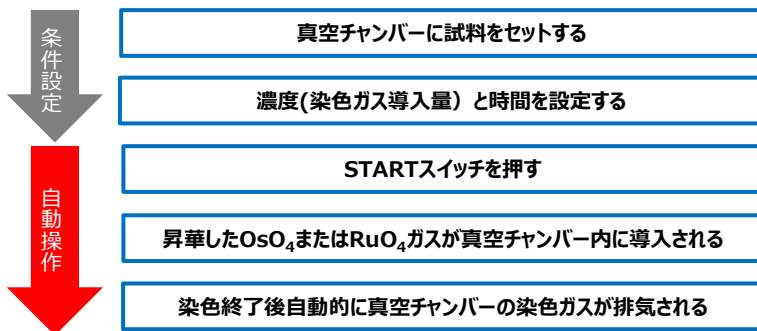 条件設定
真空チャンバーに試料をセットする
濃度(染色ガス導入量）と時間を設定する
自動操作
STARTスイッチを押す
昇華したOsO₄またはRuO₄ガスが真空チャンバー内に導入される
染色終了後自動的に真空チャンバーの染色ガスが排気される